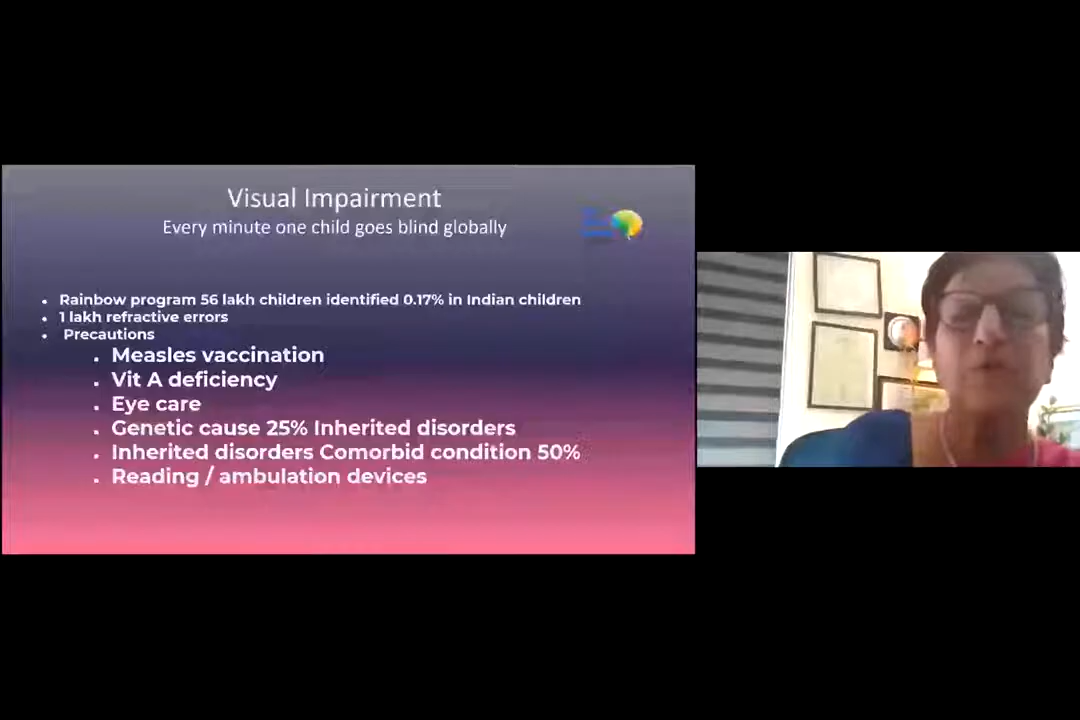 Visual Impairment
Every minute one child goes blind globally
Rainbow program 56 lakh children identified 0.17% in Indian children
1 lakh refractive errors
Precautions
Measles vaccination
Vit A deficiency
Eye care
Genetic cause 25% Inherited disorders
Inherited disorders Comorbid condition 50%
Reading / ambulation devices